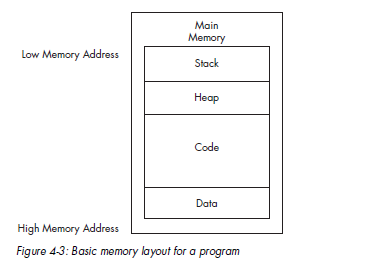 Main
Memory
Low Memory Address
Stack
Heap
Code
Data
High Memory Address
Figure 4-3: Basic memory layout for a program